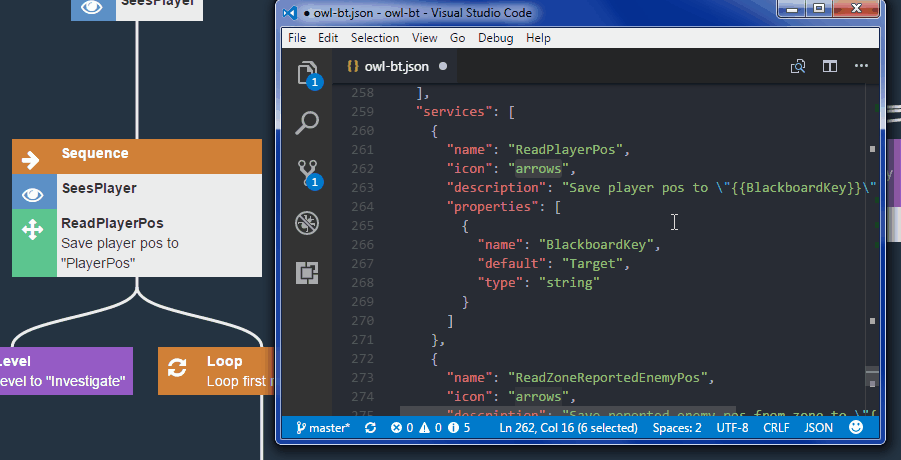 SeesPlayer
Sequence
SeesPlayer
ReadPlayerPos
Save player pos to
"PlayerPos"
Level
evel to "Investigate"
Loop
Loop first
owl-bt.json - owl-bt - Visual Studio Code
File Edit Selection View Go Debug Help
1
{} owl-bt.json
1
258 ],
259 "services": [
260 {
261 "name": "ReadPlayerPos",
262 "icon": "arrows",
263 "description": "Save player pos to \"{{BlackboardKey}}\"
264 "properties": [
265 {
266 "name": "BlackboardKey",
267 "default": "Target",
268 "type": "string"
269 }
270 ]
271 },
272 {
273 "name": "ReadZoneReportedEnemyPos",
274 "icon": "arrows",
275 "description": "Save reported enemy pos from zone to \"{
master* 0 0 5 Ln 262, Col 16 (6 selected) Spaces: 2 UTF-8 CRLF JSON